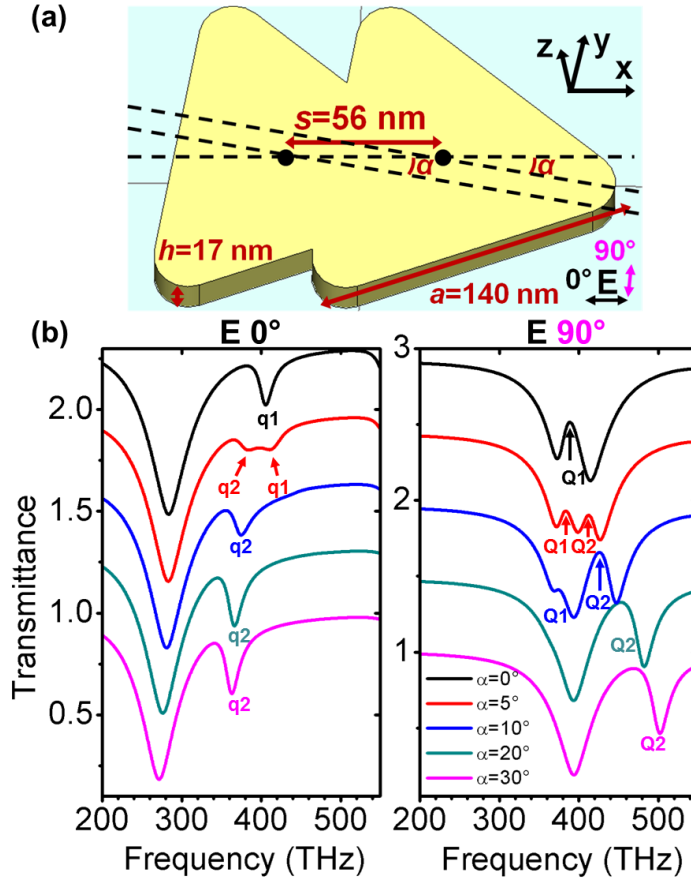 (a)
z
y
x
s=56 nm
α
α
h=17 nm
90°
0° E
a=140 nm
(b)
E 0°
E 90°
Transmittance
2.0
1.5
1.0
0.5
q1
q2
q1
q2
q2
q2
200
300
400
500
Frequency (THz)
3
2
1
Q1
Q1
Q2
Q1
Q2
Q2
Q2
α=0°
α=5°
α=10°
α=20°
α=30°
200
300
400
500
Frequency (THz)